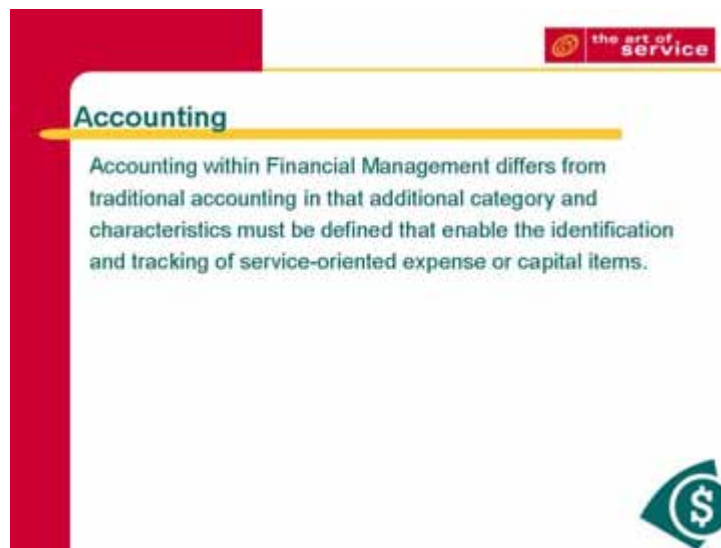 the art of
service
Accounting
Accounting within Financial Management differs from
traditional accounting in that additional category and
characteristics must be defined that enable the identification
and tracking of service-oriented expense or capital items.
$